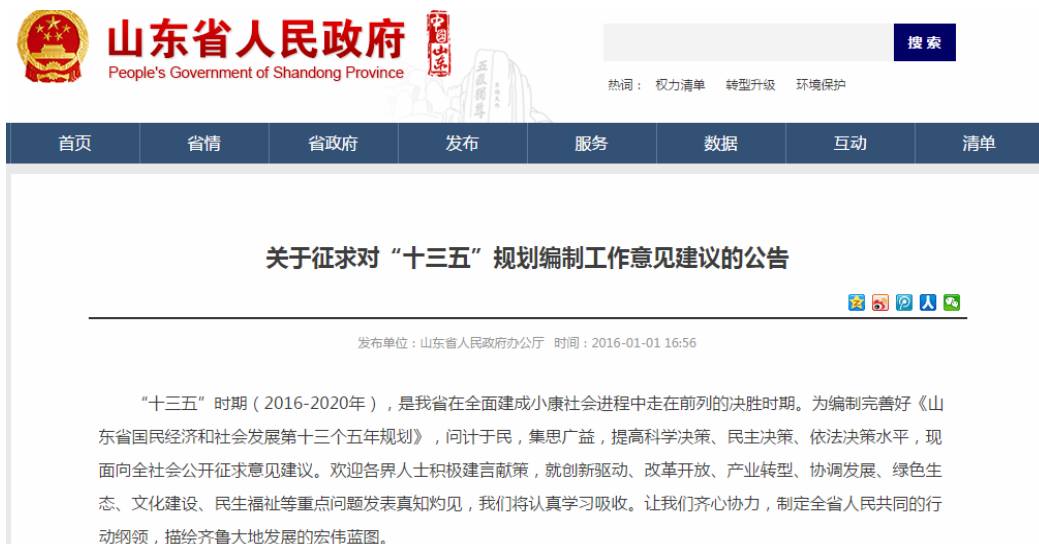 山东省人民政府
People's Government of Shandong Province
中国山东
五岳独尊
搜 索
热词： 权力清单 转型升级 环境保护
首页 省情 省政府 发布 服务 数据 互动 清单
关于征求对“十三五”规划编制工作意见建议的公告
发布单位：山东省人民政府办公厅 时间：2016-01-01 16:56
“十三五”时期（2016-2020年），是我省在全面建成小康社会进程中走在前列的决胜时期。为编制完善好《山
东省国民经济和社会发展第十三个五年规划》，问计于民，集思广益，提高科学决策、民主决策、依法决策水平，现
面向全社会公开征求意见建议。欢迎各界人士积极建言献策，就创新驱动、改革开放、产业转型、协调发展、绿色生
态、文化建设、民生福祉等重点问题发表真知灼见，我们将认真学习吸收。让我们齐心协力，制定全省人民共同的行
动纲领，描绘齐鲁大地发展的宏伟蓝图。